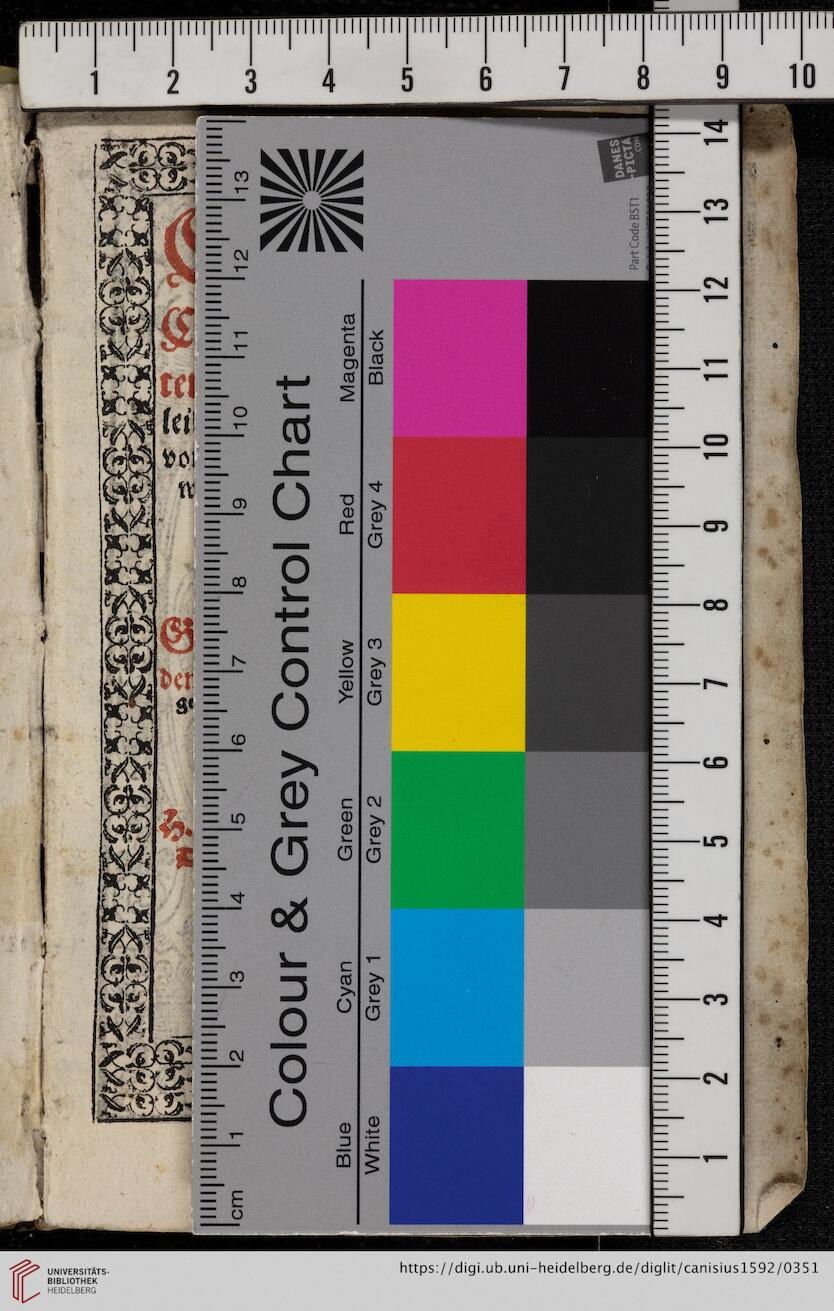 1 2 3 4 5 6 7 8 9 10
14
13
12
11
10
9
8
7
6
5
4
3
2
1
13
12
11
10
9
8
7
6
5
4
3
2
1
cm
DANES
-PICTA
.COM
Part Code BST1
Colour & Grey Control Chart
Magenta
Black
Red
Grey 4
Yellow
Grey 3
Green
Grey 2
Cyan
Grey 1
Blue
White
UNIVERSITÄTS-
BIBLIOTHEK
HEIDELBERG
https://digi.ub.uni-heidelberg.de/diglit/canisius1592/0351